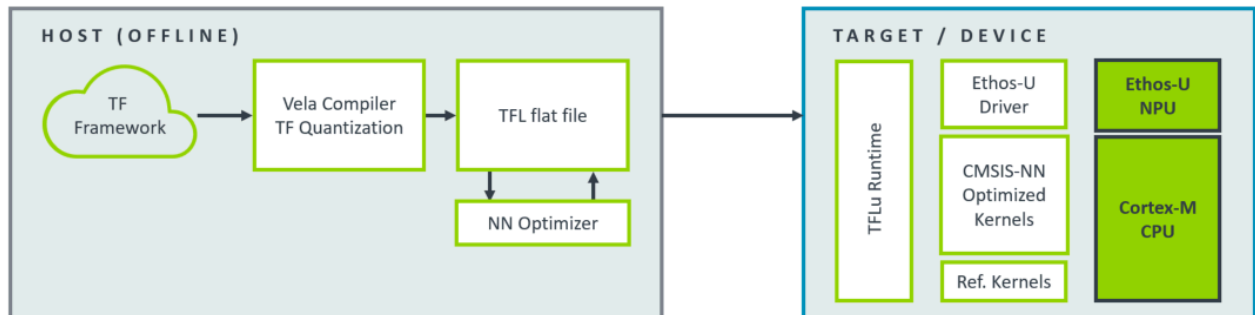 HOST (OFFLINE)
TF
Framework
Vela Compiler
TF Quantization
TFL flat file
NN Optimizer
TARGET / DEVICE
TFLu Runtime
Ethos-U
Driver
CMSIS-NN
Optimized
Kernels
Ref. Kernels
Ethos-U
NPU
Cortex-M
CPU